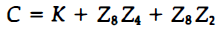 C = K + Z₈Z₄ + Z₈Z₂